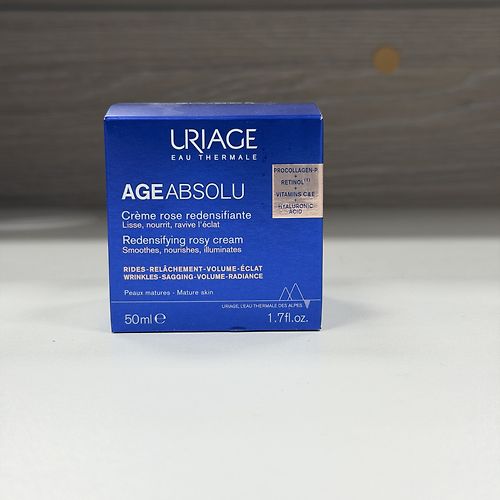 URIAGE
EAU THERMALE
AGE ABSOLU
PROCOLLAGEN-P
+
RETINOL(1)
+
VITAMINS C&E
+
HYALURONIC
ACID
Crème rose redensifiante
Lisse, nourrit, ravive l'éclat
Redensifying rosy cream
Smoothes, nourishes, illuminates
RIDES-RELÂCHEMENT-VOLUME-ÉCLAT
WRINKLES-SAGGING-VOLUME-RADIANCE
Peaux matures - Mature skin
URIAGE, L'EAU THERMALE DES ALPES
50ml e
1.7fl.oz.